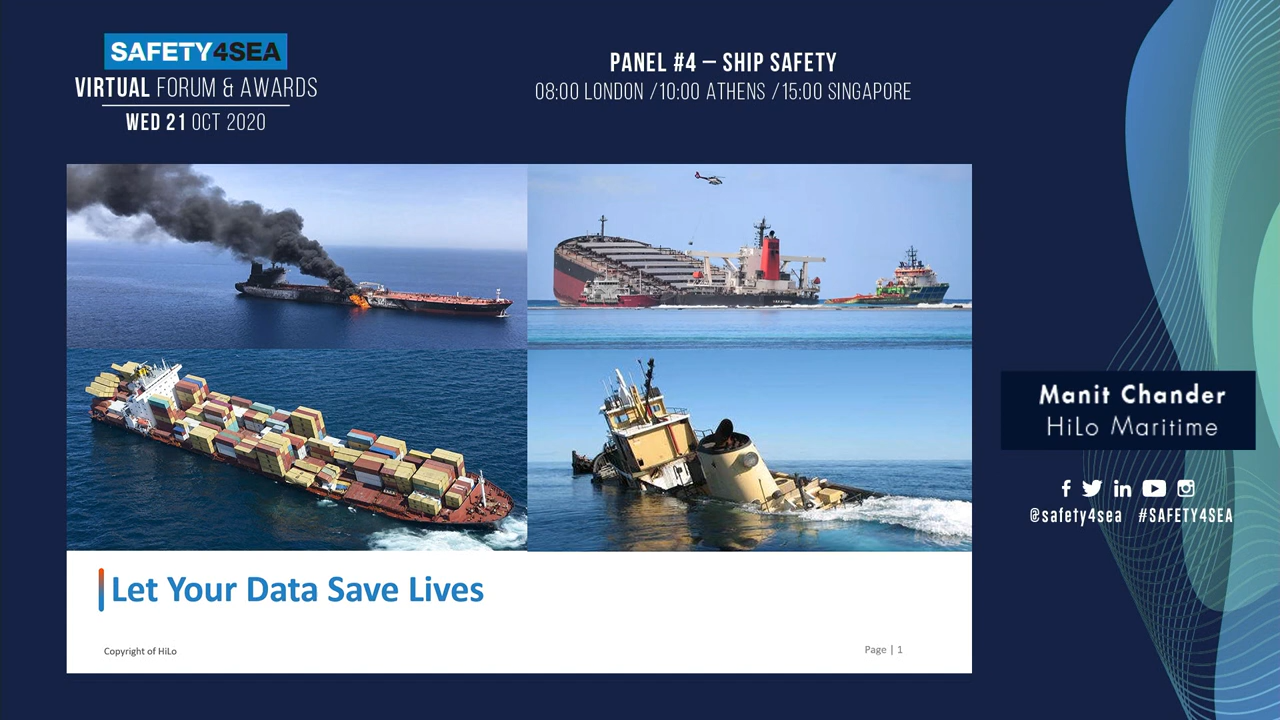 SAFETY4SEA
VIRTUAL FORUM & AWARDS
WED 21 OCT 2020
PANEL #4 – SHIP SAFETY
08:00 LONDON /10:00 ATHENS /15:00 SINGAPORE
Manit Chander
HiLo Maritime
@safety4sea #SAFETY4SEA
Let Your Data Save Lives
Copyright of HiLo
Page | 1